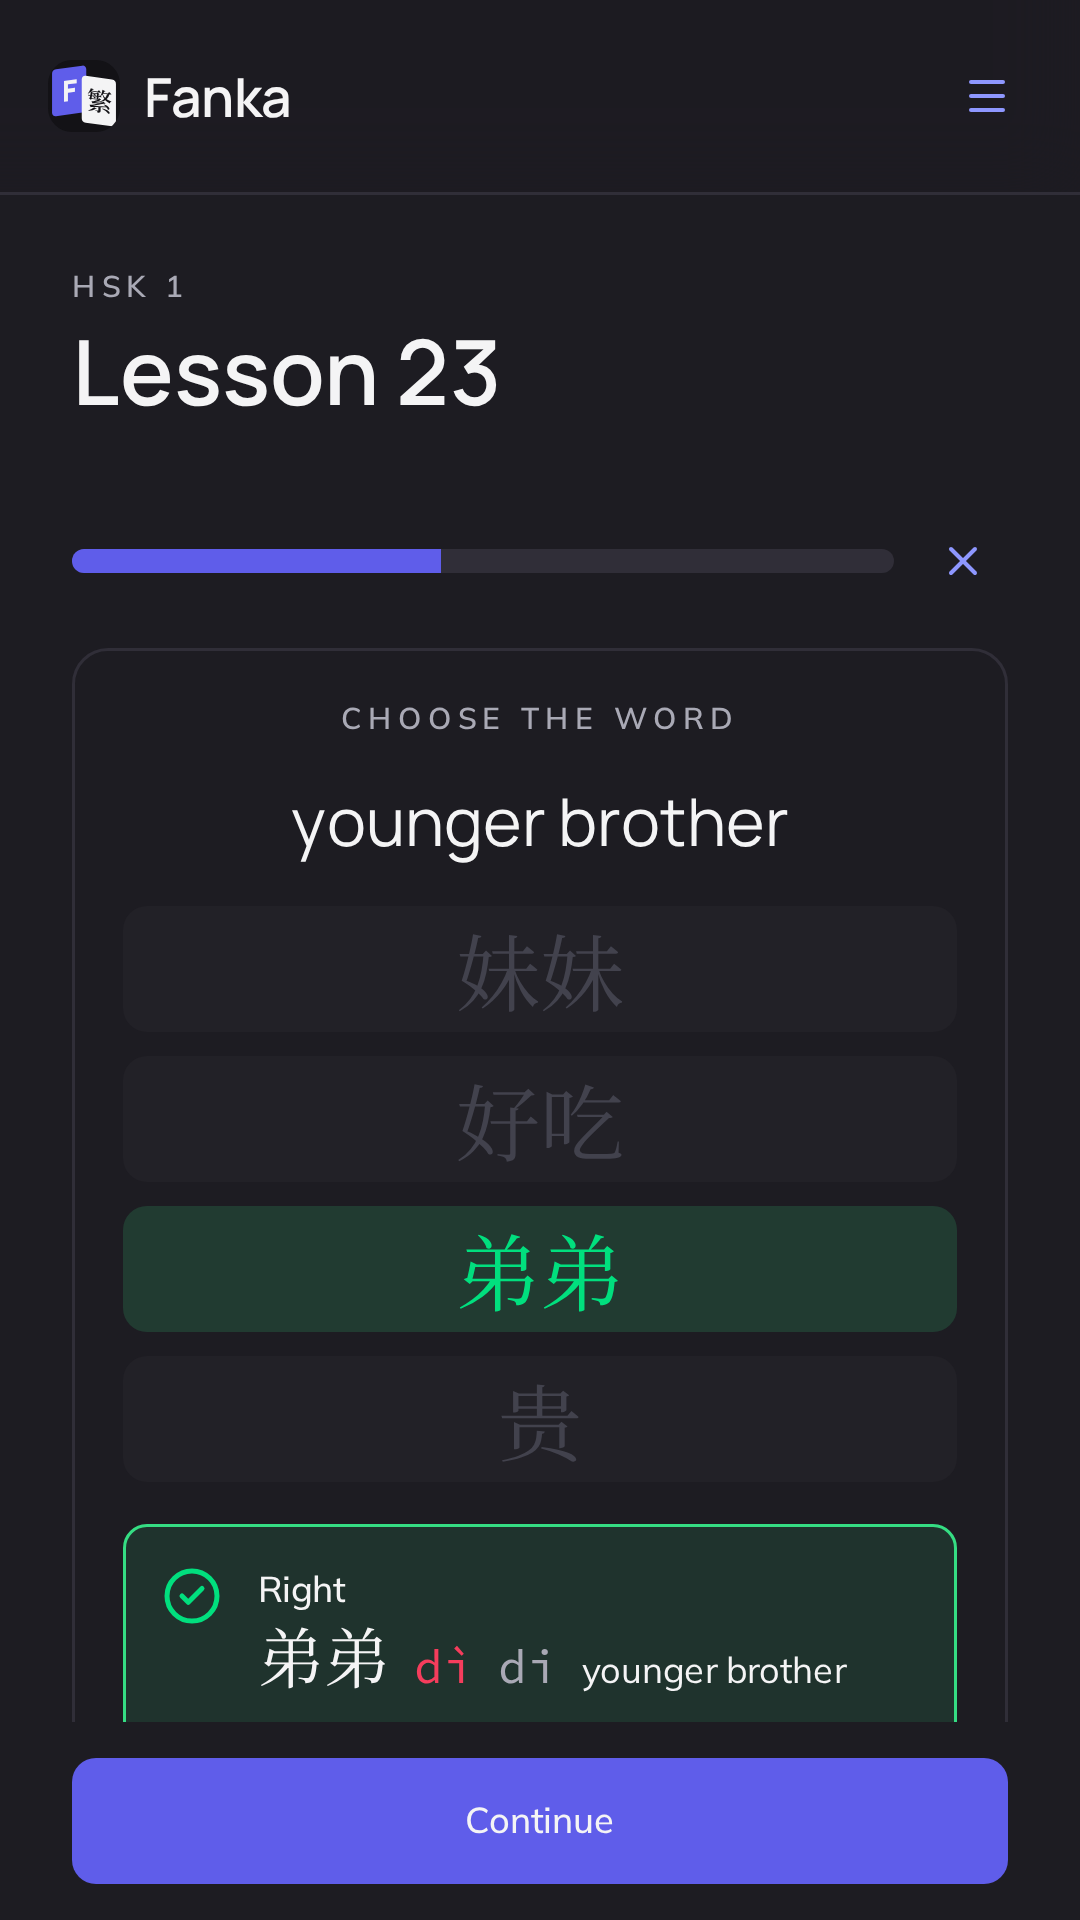 F 繁 Fanka
HSK 1
Lesson 23
CHOOSE THE WORD
younger brother
妹妹
好吃
弟弟
贵
Right
弟弟 dì di younger brother
Continue